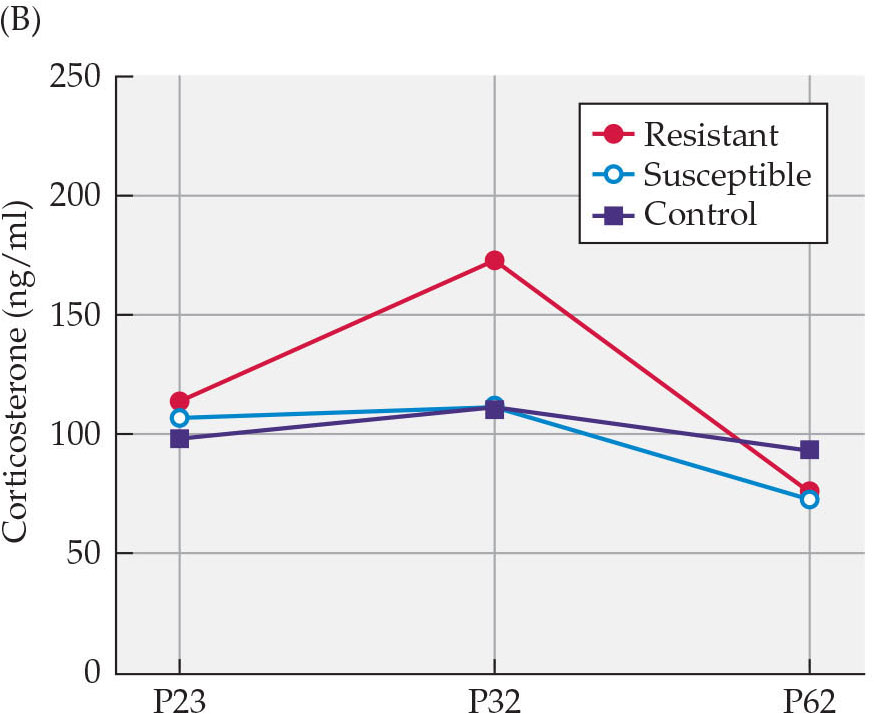 (B)
250
200
150
100
50
0
Corticosterone (ng/ml)
Resistant
Susceptible
Control
P23
P32
P62